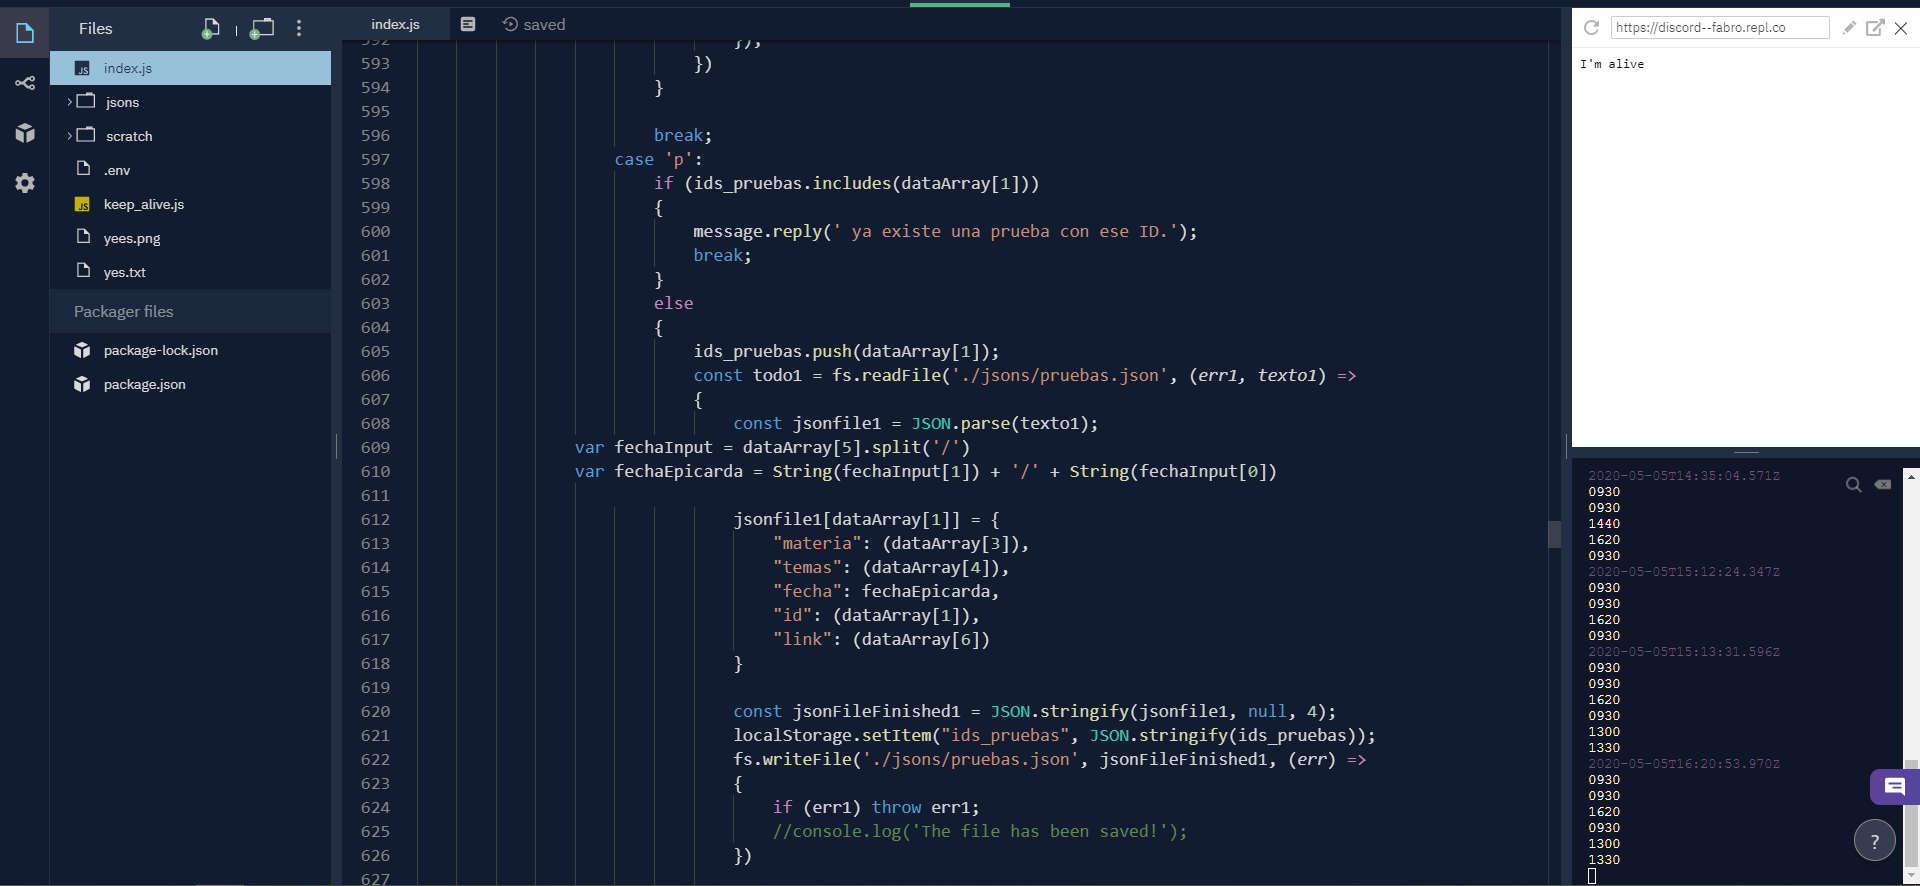 Files
index.js
jsons
scratch
.env
keep_alive.js
yees.png
yes.txt
Packager files
package-lock.json
package.json
index.js
saved
592 });
593 })
594 }
595
596 break;
597 case 'p':
598 if (ids_pruebas.includes(dataArray[1]))
599 {
600 message.reply(' ya existe una prueba con ese ID.');
601 break;
602 }
603 else
604 {
605 ids_pruebas.push(dataArray[1]);
606 const todo1 = fs.readFile('./jsons/pruebas.json', (err1, texto1) =>
607 {
608 const jsonfile1 = JSON.parse(texto1);
609 var fechaInput = dataArray[5].split('/')
610 var fechaEpicarda = String(fechaInput[1]) + '/' + String(fechaInput[0])
611
612 jsonfile1[dataArray[1]] = {
613 "materia": (dataArray[3]),
614 "temas": (dataArray[4]),
615 "fecha": fechaEpicarda,
616 "id": (dataArray[1]),
617 "link": (dataArray[6])
618 }
619
620 const jsonFileFinished1 = JSON.stringify(jsonfile1, null, 4);
621 localStorage.setItem("ids_pruebas", JSON.stringify(ids_pruebas));
622 fs.writeFile('./jsons/pruebas.json', jsonFileFinished1, (err) =>
623 {
624 if (err1) throw err1;
625 //console.log('The file has been saved!');
626 })
627
https://discord--fabro.repl.co
I'm alive
2020-05-05T14:35:04.571Z
0930
0930
1440
1620
0930
2020-05-05T15:12:24.347Z
0930
0930
1620
0930
2020-05-05T15:13:31.596Z
0930
0930
1620
0930
1300
1330
2020-05-05T16:20:53.970Z
0930
0930
1620
0930
1300
1330
?